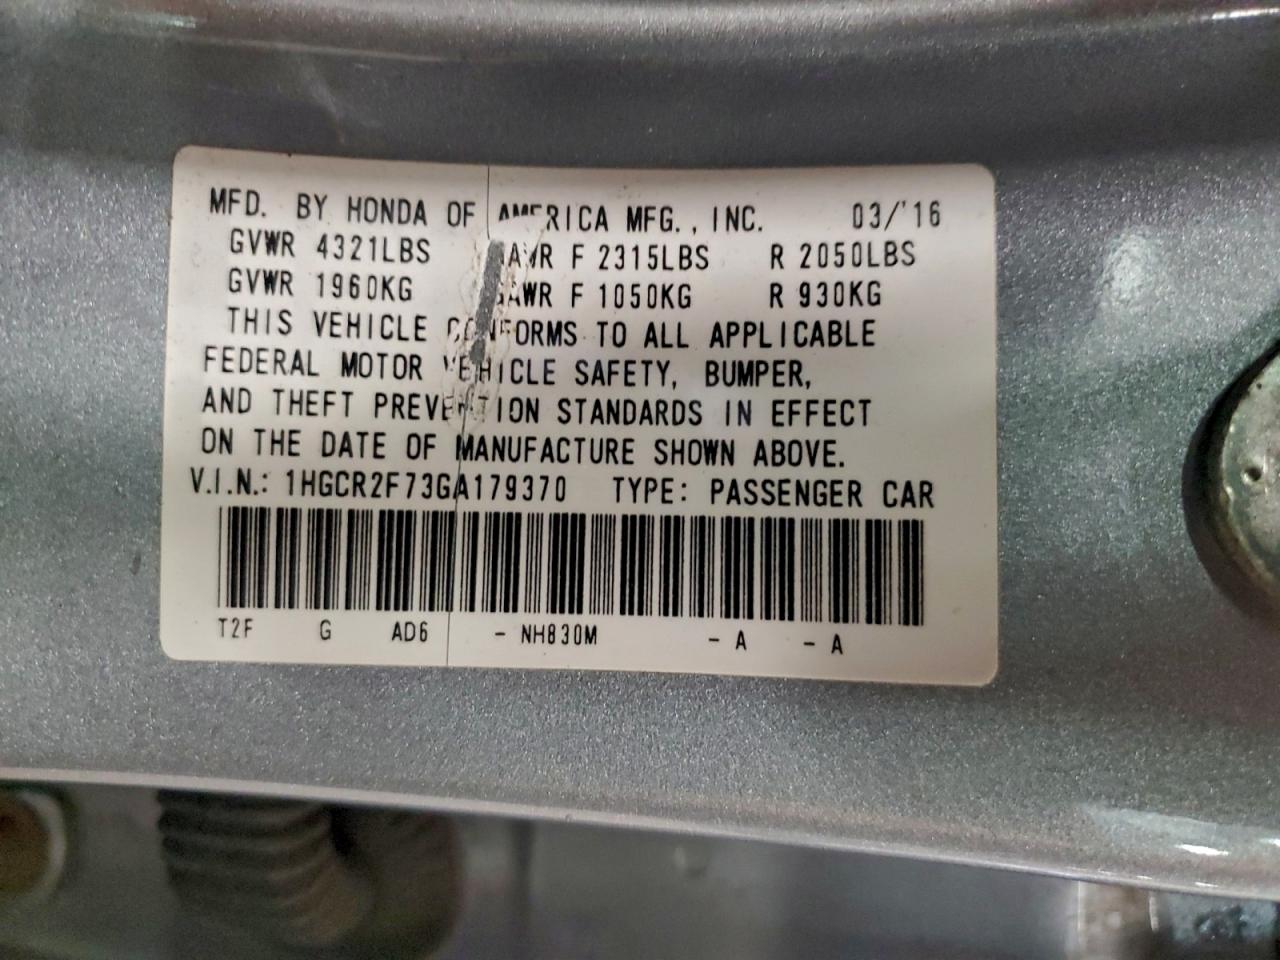 MFD. BY HONDA OF AMERICA MFG., INC. 03/'16
GVWR 4321LBS GAWR F 2315LBS R 2050LBS
GVWR 1960KG GAWR F 1050KG R 930KG
THIS VEHICLE CONFORMS TO ALL APPLICABLE
FEDERAL MOTOR VEHICLE SAFETY, BUMPER,
AND THEFT PREVENTION STANDARDS IN EFFECT
ON THE DATE OF MANUFACTURE SHOWN ABOVE.
V.I.N.: 1HGCR2F73GA179370 TYPE: PASSENGER CAR
T2F G AD6 - NH830M - A - A